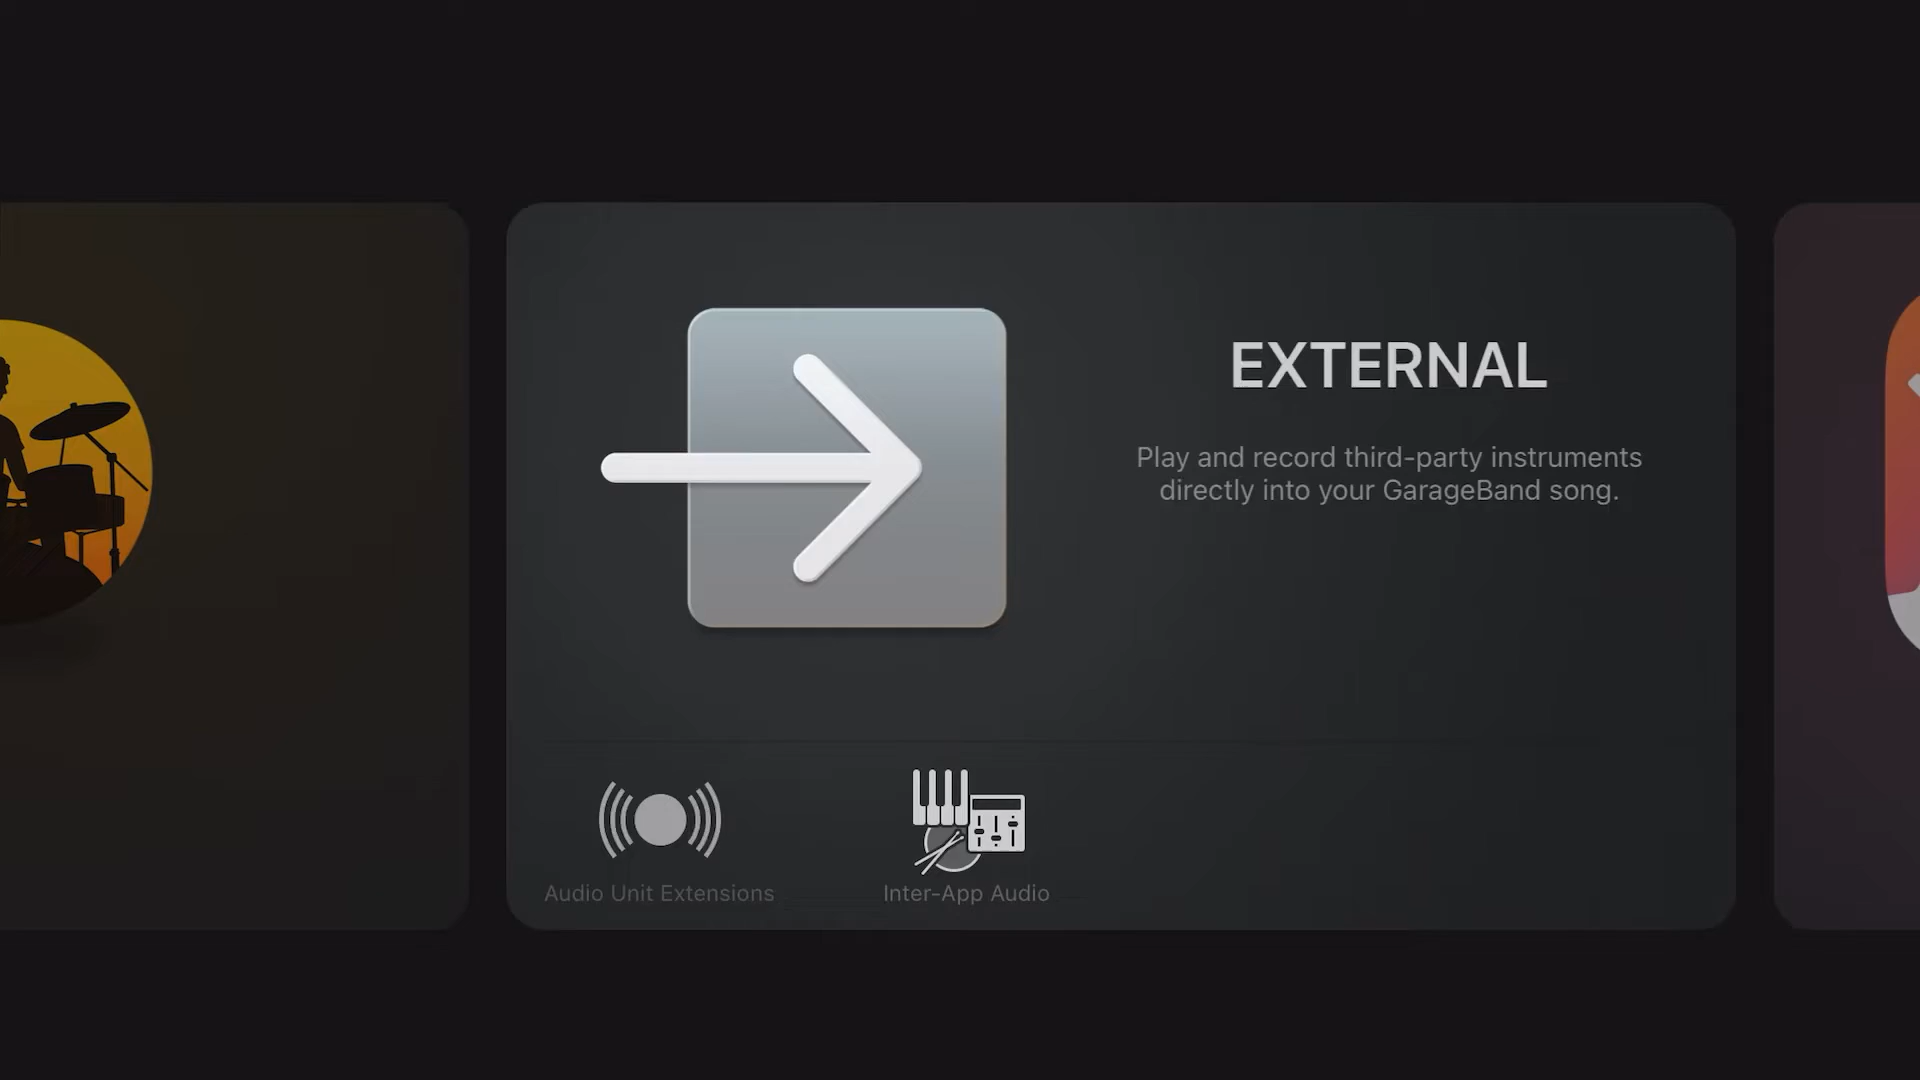 EXTERNAL
Play and record third-party instruments
directly into your GarageBand song.
Audio Unit Extensions
Inter-App Audio